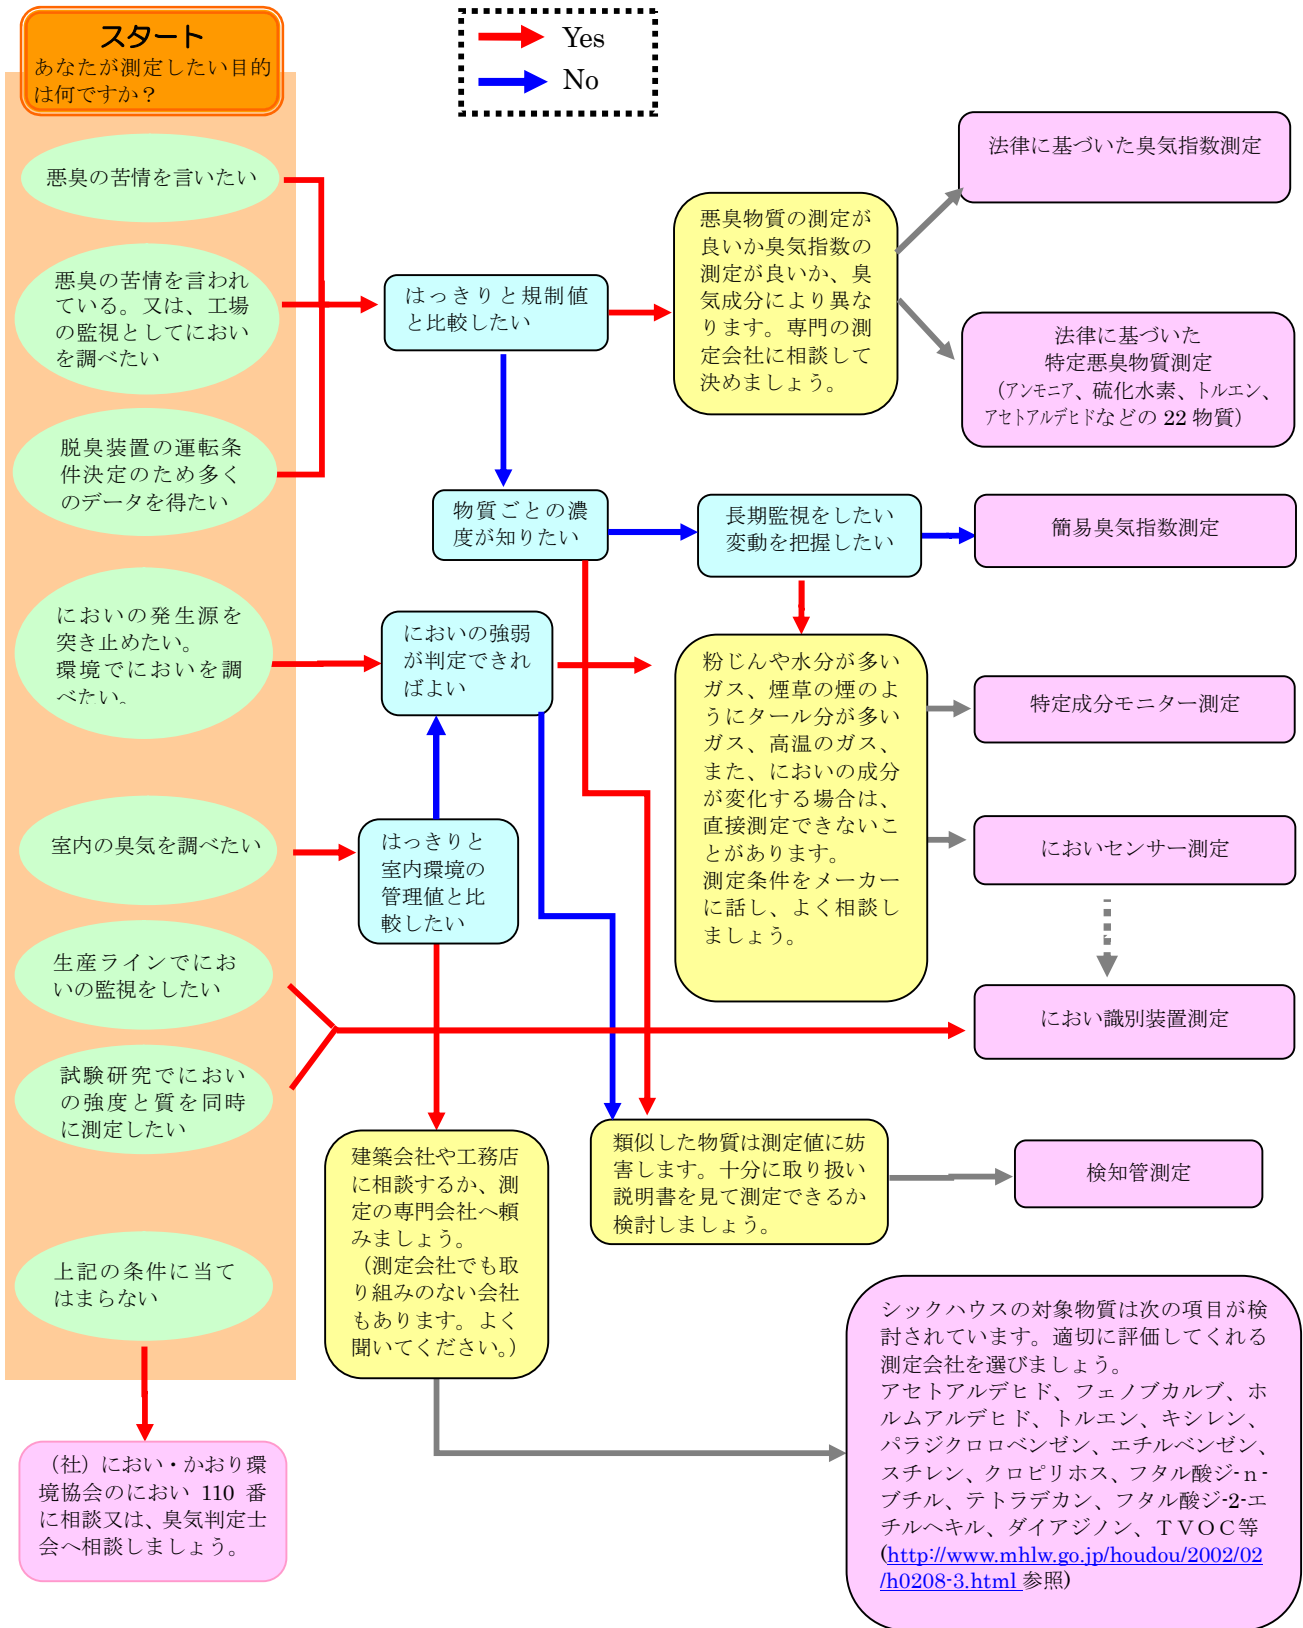 スタート
あなたが測定したい目的
は何ですか？
Yes
No
悪臭の苦情を言いたい
悪臭の苦情を言われ
ている。又は、工場
の監視としてにおい
を調べたい
脱臭装置の運転条
件決定のため多く
のデータを得たい
においの発生源を
突き止めたい。
環境でにおいを調
べたい。
室内の臭気を調べたい
生産ラインでにお
いの監視をしたい
試験研究でにおい
の強度と質を同時
に測定したい
上記の条件に当て
はまらない
（社）におい・かおり環
境協会のにおい 110 番
に相談又は、臭気判定士
会へ相談しましょう。
はっきりと規制値
と比較したい
物質ごとの濃
度が知りたい
長期監視をしたい
変動を把握したい
においの強弱
が判定できれ
ばよい
はっきりと
室内環境の
管理値と比
較したい
悪臭物質の測定が
良いか臭気指数の
測定が良いか、臭
気成分により異な
ります。専門の測
定会社に相談して
決めましょう。
粉じんや水分が多い
ガス、煙草の煙のよ
うにタール分が多い
ガス、高温のガス、
また、においの成分
が変化する場合は、
直接測定できないこ
とがあります。
測定条件をメーカー
に話し、よく相談し
ましょう。
建築会社や工務店
に相談するか、測
定の専門会社へ頼
みましょう。
（測定会社でも取
り組みのない会社
もあります。よく
聞いてください。）
類似した物質は測定値に妨
害します。十分に取り扱い
説明書を見て測定できるか
検討しましょう。
法律に基づいた臭気指数測定
法律に基づいた
特定悪臭物質測定
（アンモニア、硫化水素、トルエン、
アセトアルデヒドなどの 22 物質）
簡易臭気指数測定
特定成分モニター測定
においセンサー測定
におい識別装置測定
検知管測定
シックハウスの対象物質は次の項目が検
討されています。適切に評価してくれる
測定会社を選びましょう。
アセトアルデヒド、フェノブカルブ、ホ
ルムアルデヒド、トルエン、キシレン、
パラジクロロベンゼン、エチルベンゼン、
スチレン、クロピリホス、フタル酸ジ-ｎ-
ブチル、テトラデカン、フタル酸ジ-2-エ
チルヘキル、ダイアジノン、ＴＶＯＣ等
(http://www.mhlw.go.jp/houdou/2002/02
/h0208-3.html 参照)